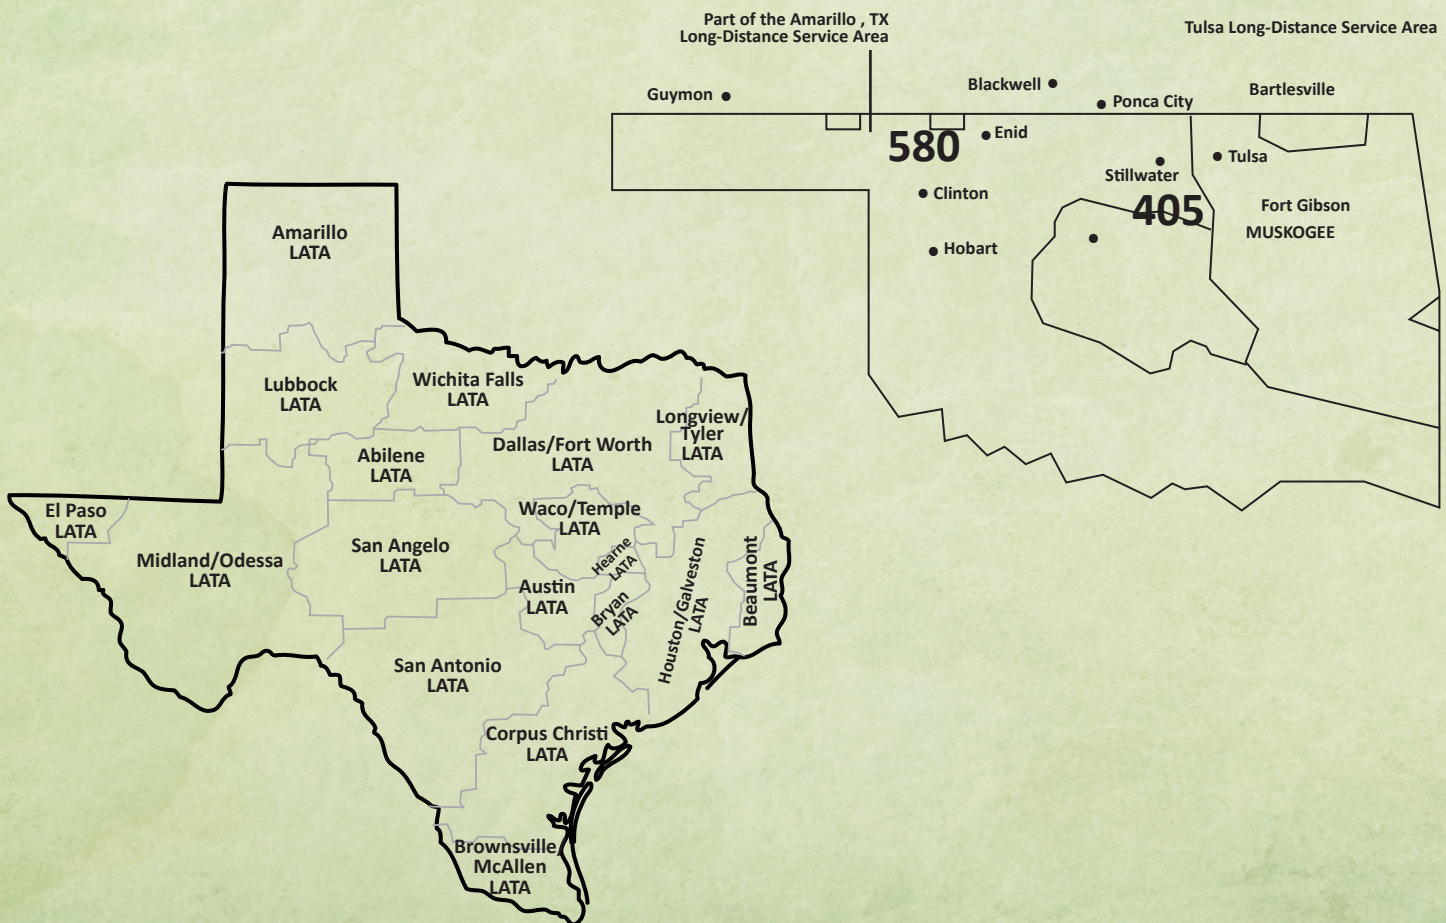 Part of the Amarillo , TX
Long-Distance Service Area
Tulsa Long-Distance Service Area
Guymon
Blackwell
Ponca City
Bartlesville
580
Enid
Stillwater
Tulsa
Clinton
405
Fort Gibson
MUSKOGEE
Hobart
Amarillo
LATA
Lubbock
LATA
Wichita Falls
LATA
Abilene
LATA
Dallas/Fort Worth
LATA
Longview/
Tyler
LATA
El Paso
LATA
Midland/Odessa
LATA
San Angelo
LATA
Waco/Temple
LATA
Hearne
LATA
Austin
LATA
Bryan
LATA
Houston/Galveston
LATA
Beaumont
LATA
San Antonio
LATA
Corpus Christi
LATA
Brownsville/
McAllen
LATA